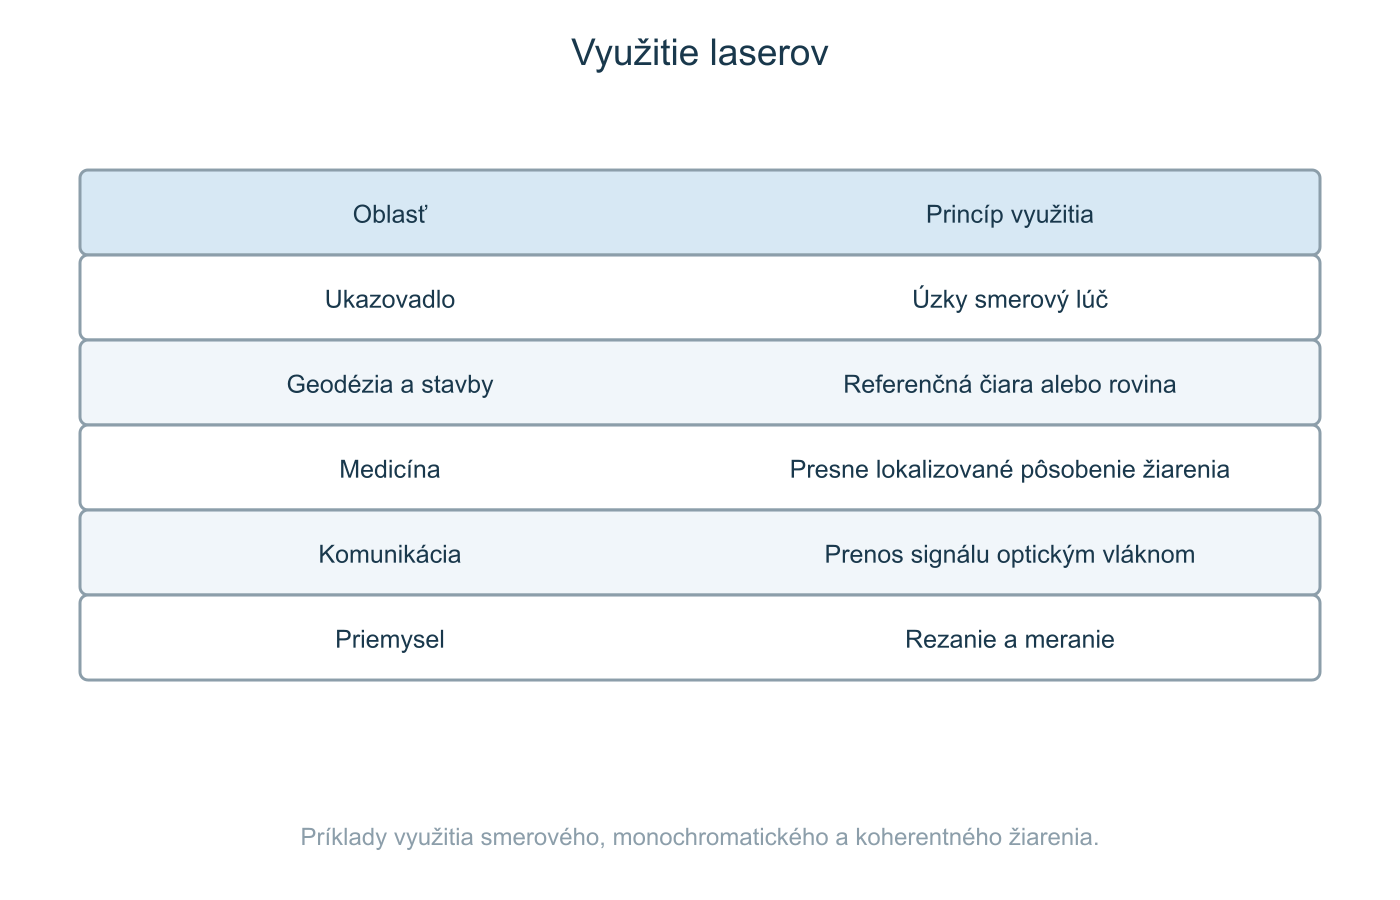 Využitie laserov
Oblasť Princíp využitia
Ukazovadlo Úzky smerový lúč
Geodézia a stavby Referenčná čiara alebo rovina
Medicína Presne lokalizované pôsobenie žiarenia
Komunikácia Prenos signálu optickým vláknom
Priemysel Rezanie a meranie
Príklady využitia smerového, monochromatického a koherentného žiarenia.